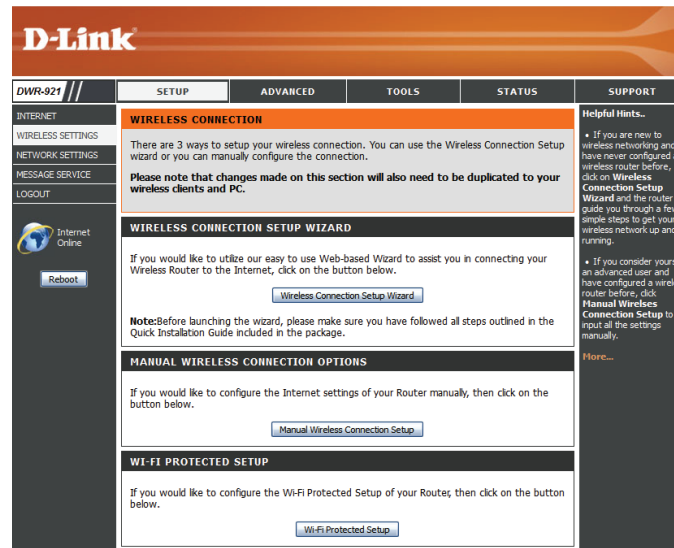 D-Link
DWR-921 // SETUP ADVANCED TOOLS STATUS SUPPORT
INTERNET
WIRELESS SETTINGS
NETWORK SETTINGS
MESSAGE SERVICE
LOGOUT
Internet
Online
Reboot
WIRELESS CONNECTION
There are 3 ways to setup your wireless connection. You can use the Wireless Connection Setup
wizard or you can manually configure the connection.
Please note that changes made on this section will also need to be duplicated to your
wireless clients and PC.
WIRELESS CONNECTION SETUP WIZARD
If you would like to utilize our easy to use Web-based Wizard to assist you in connecting your
Wireless Router to the Internet, click on the button below.
Wireless Connection Setup Wizard
Note:Before launching the wizard, please make sure you have followed all steps outlined in the
Quick Installation Guide included in the package.
MANUAL WIRELESS CONNECTION OPTIONS
If you would like to configure the Internet settings of your Router manually, then click on the
button below.
Manual Wireless Connection Setup
WI-FI PROTECTED SETUP
If you would like to configure the Wi-Fi Protected Setup of your Router, then click on the button
below.
Wi-Fi Protected Setup
Helpful Hints..
• If you are new to
wireless networking and
have never configured a
wireless router before,
click on Wireless
Connection Setup
Wizard and the router
guide you through a few
simple steps to get your
wireless network up and
running.
• If you consider yours
an advanced user and
have configured a wirel
router before, click
Manual Wirelses
Connection Setup to
input all the settings
manually.
More...